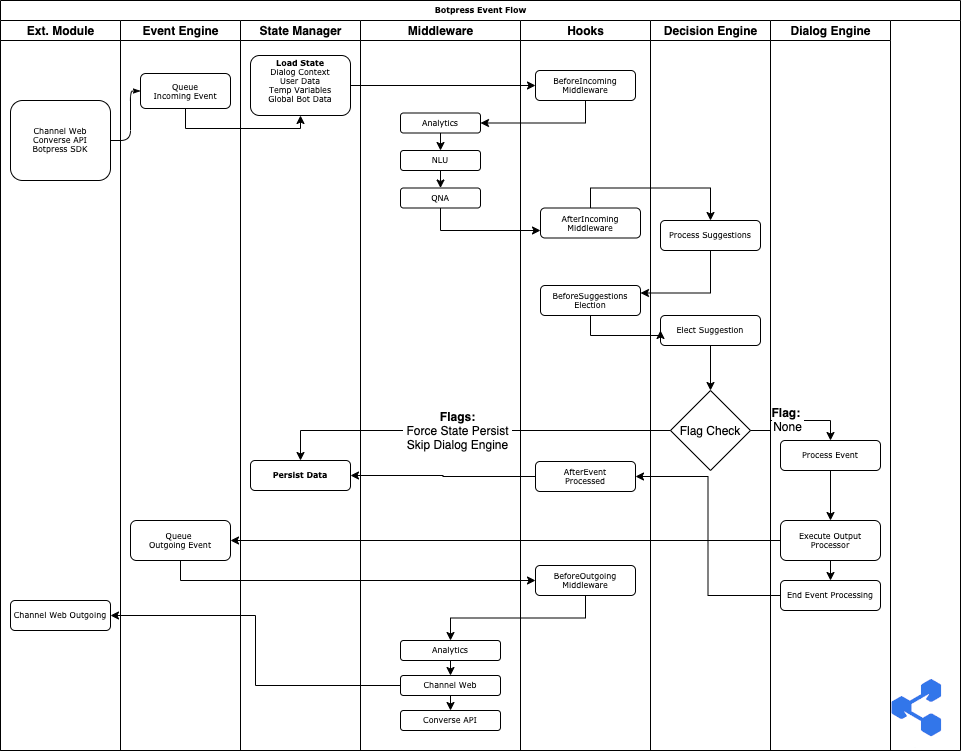 Botpress Event Flow
Ext. Module
Event Engine
State Manager
Middleware
Hooks
Decision Engine
Dialog Engine
Channel Web
Converse API
Botpress SDK
Queue
Incoming Event
Load State
Dialog Context
User Data
Temp Variables
Global Bot Data
BeforeIncoming
Middleware
Analytics
NLU
QNA
AfterIncoming
Middleware
Process Suggestions
BeforeSuggestions
Election
Elect Suggestion
Flag Check
Flags:
Force State Persist
Skip Dialog Engine
Flag:
None
Process Event
Persist Data
AfterEvent
Processed
Queue
Outgoing Event
Execute Output
Processor
BeforeOutgoing
Middleware
End Event Processing
Channel Web Outgoing
Analytics
Channel Web
Converse API